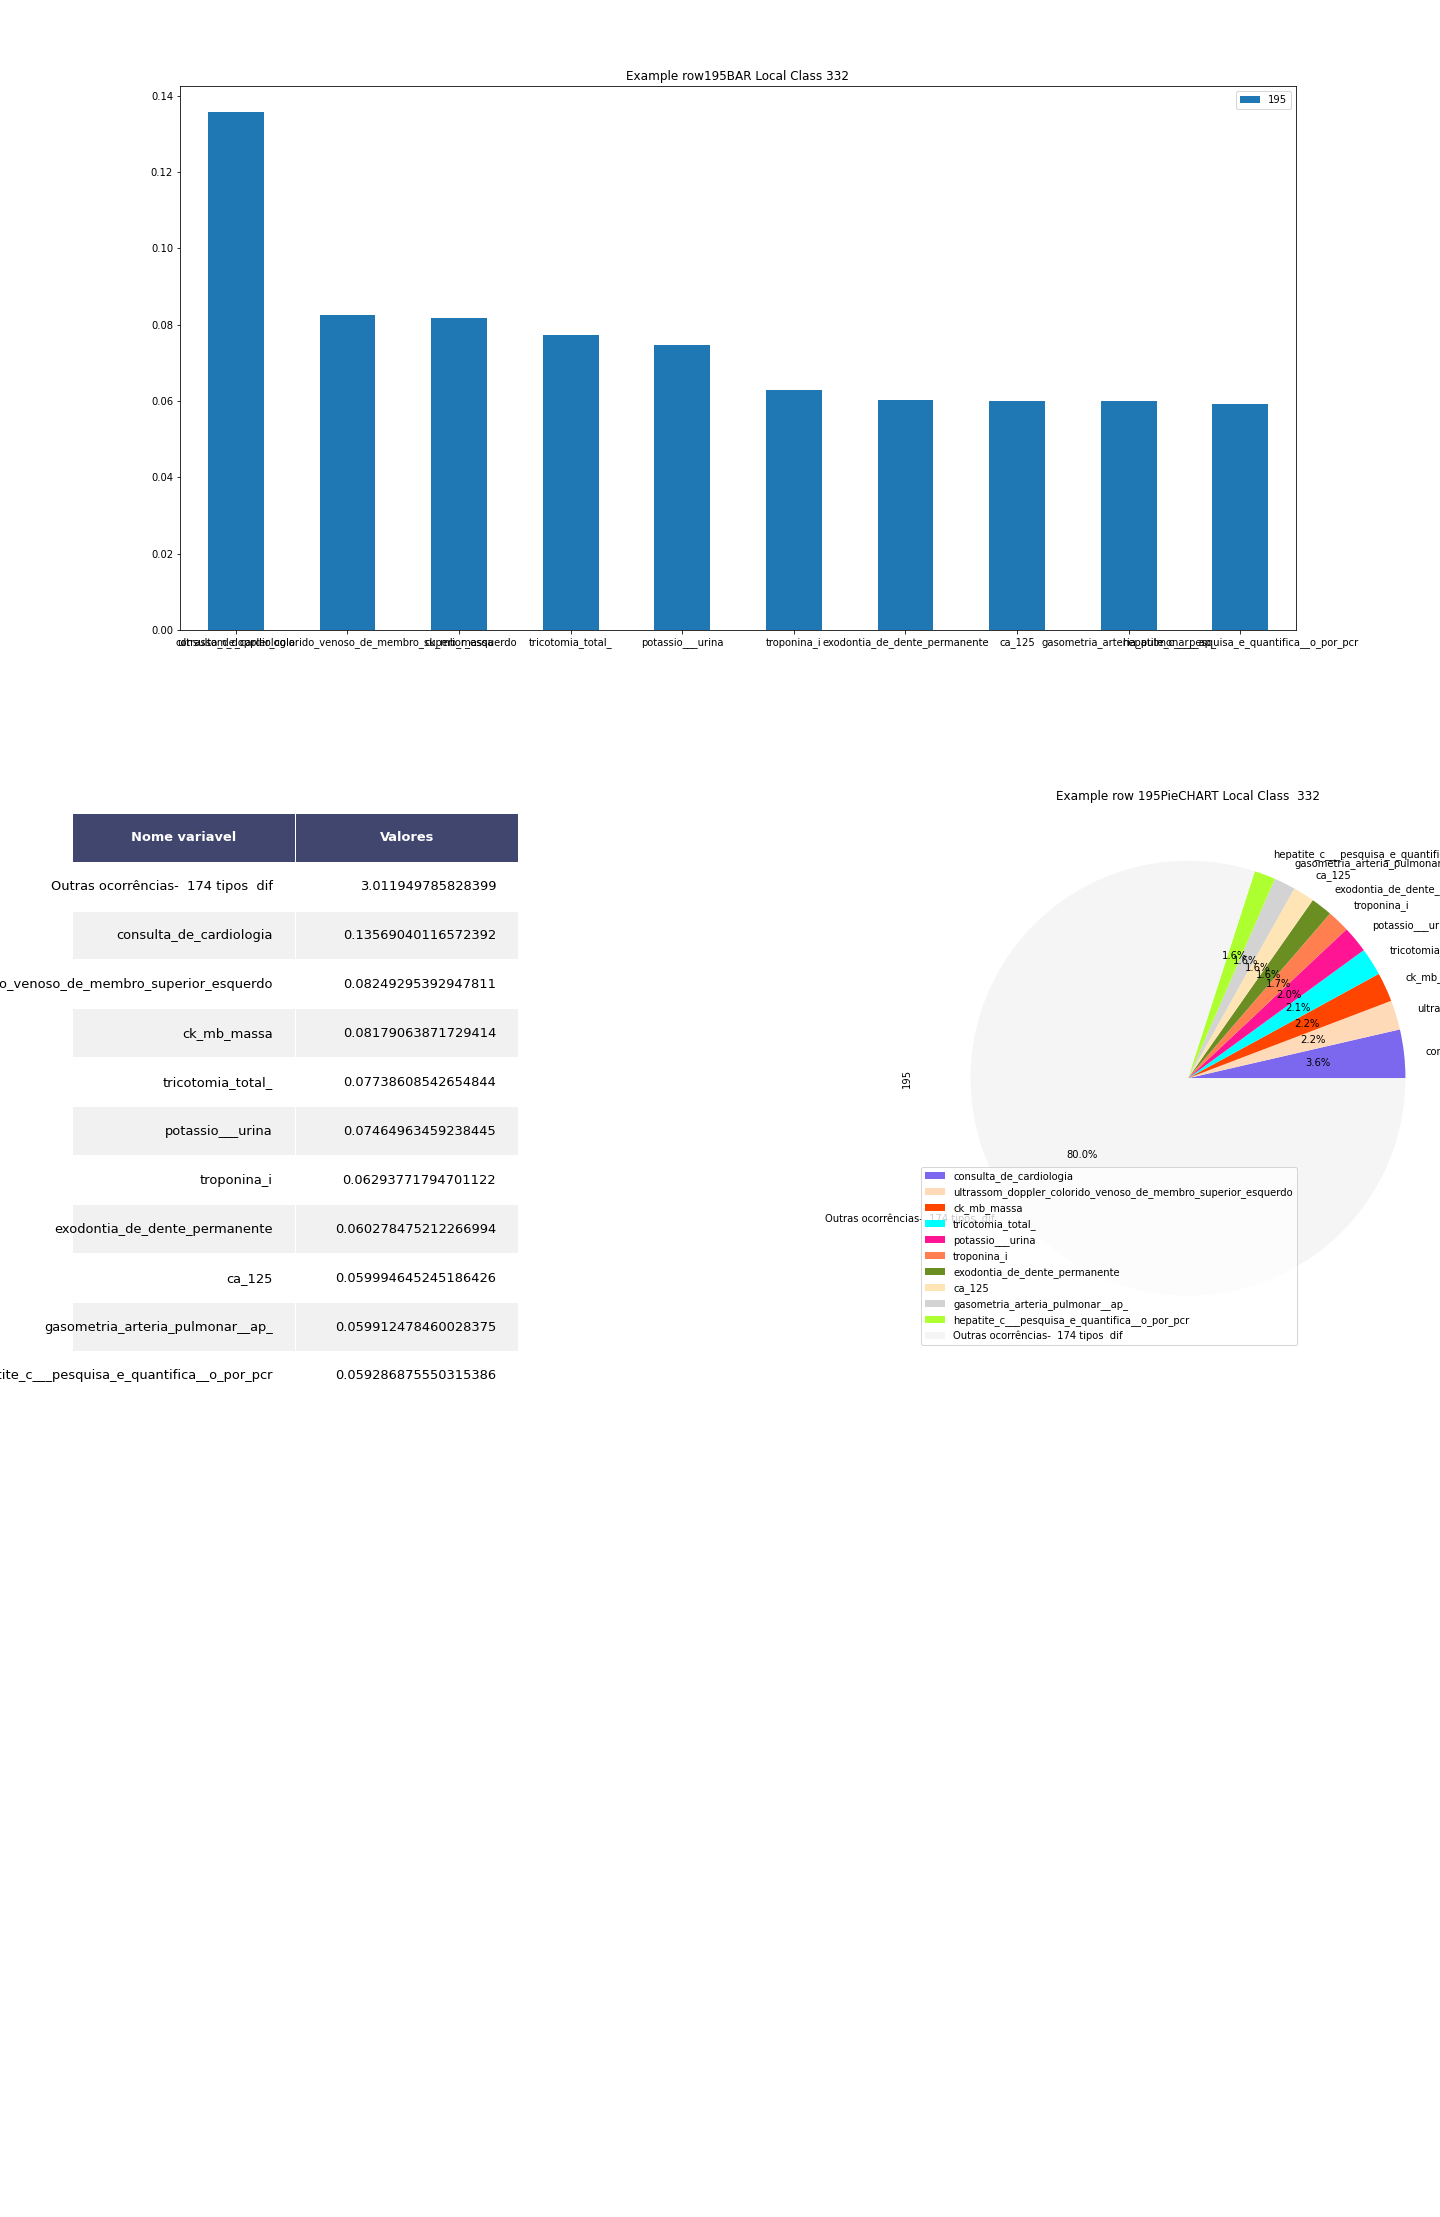 Example row195BAR Local Class 332
195
0.14
0.12
0.10
0.08
0.06
0.04
0.02
0.00
consulta_de_cardiologia
ultrassom_doppler_colorido_venoso_de_membro_superior_esquerdo
ck_mb_massa
tricotomia_total_
potassio___urina
troponina_i
exodontia_de_dente_permanente
ca_125
gasometria_arteria_pulmonar__ap_
hepatite_c___pesquisa_e_quantifica__o_por_pcr
Nome variavel Valores
Outras ocorrências-  174 tipos  dif 3.011949785828399
consulta_de_cardiologia 0.13569040116572392
o_venoso_de_membro_superior_esquerdo 0.08249295392947811
ck_mb_massa 0.08179063871729414
tricotomia_total_ 0.07738608542654844
potassio___urina 0.07464963459238445
troponina_i 0.06293771794701122
exodontia_de_dente_permanente 0.060278475212266994
ca_125 0.059994645245186426
gasometria_arteria_pulmonar__ap_ 0.059912478460028375
tite_c___pesquisa_e_quantifica__o_por_pcr 0.059286875550315386
Example row 195PieCHART Local Class  332
hepatite_c___pesquisa_e_quantifi
gasometria_arteria_pulmonar
ca_125
exodontia_de_dente_
troponina_i
potassio___ur
tricotomia
ck_mb_
ultra
con
1.6%
1.6%
1.6%
1.6%
1.7%
2.0%
2.1%
2.2%
2.2%
3.6%
195
80.0%
Outras ocorrências-  174 tipos  dif
consulta_de_cardiologia
ultrassom_doppler_colorido_venoso_de_membro_superior_esquerdo
ck_mb_massa
tricotomia_total_
potassio___urina
troponina_i
exodontia_de_dente_permanente
ca_125
gasometria_arteria_pulmonar__ap_
hepatite_c___pesquisa_e_quantifica__o_por_pcr
Outras ocorrências-  174 tipos  dif